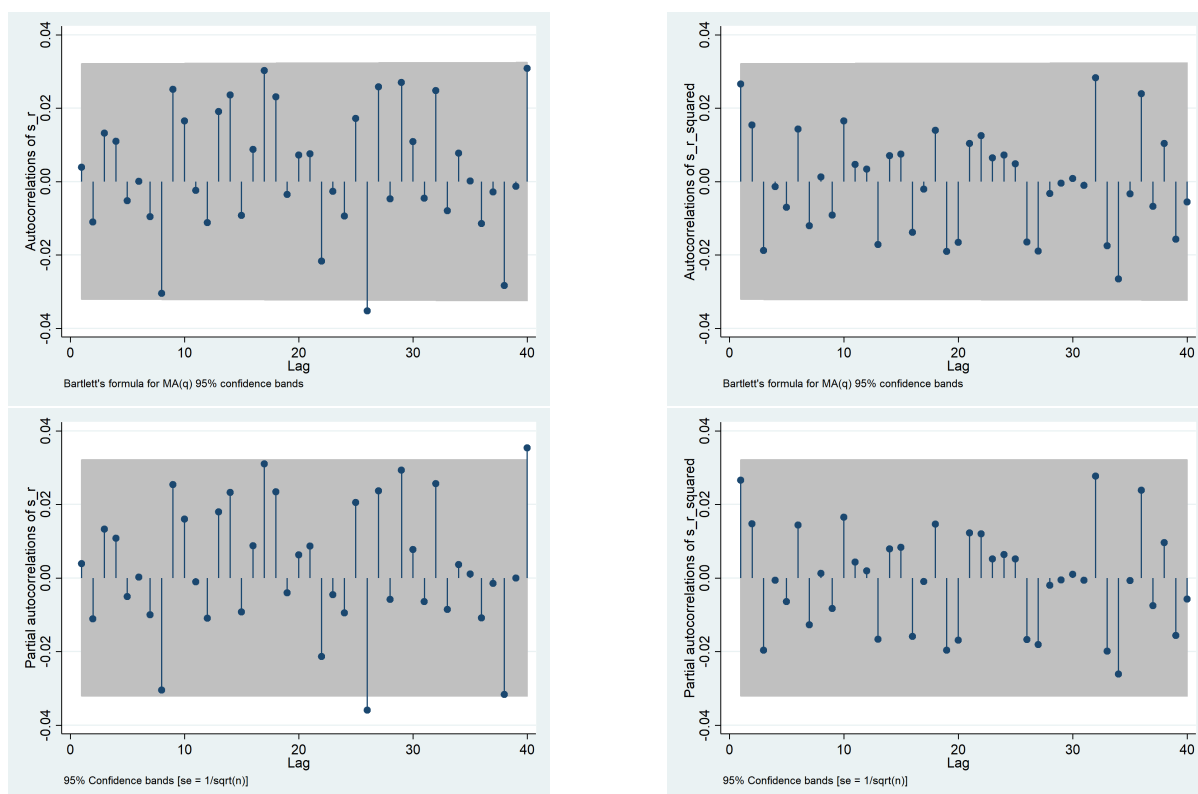 Autocorrelations of s_r
0.04
0.02
0.00
-0.02
-0.04
0 10 20 30 40
Lag
Bartlett's formula for MA(q) 95% confidence bands
Autocorrelations of s_r_squared
0.04
0.02
0.00
-0.02
-0.04
0 10 20 30 40
Lag
Bartlett's formula for MA(q) 95% confidence bands
Partial autocorrelations of s_r
0.04
0.02
0.00
-0.02
-0.04
0 10 20 30 40
Lag
95% Confidence bands [se = 1/sqrt(n)]
Partial autocorrelations of s_r_squared
0.04
0.02
0.00
-0.02
-0.04
0 10 20 30 40
Lag
95% Confidence bands [se = 1/sqrt(n)]